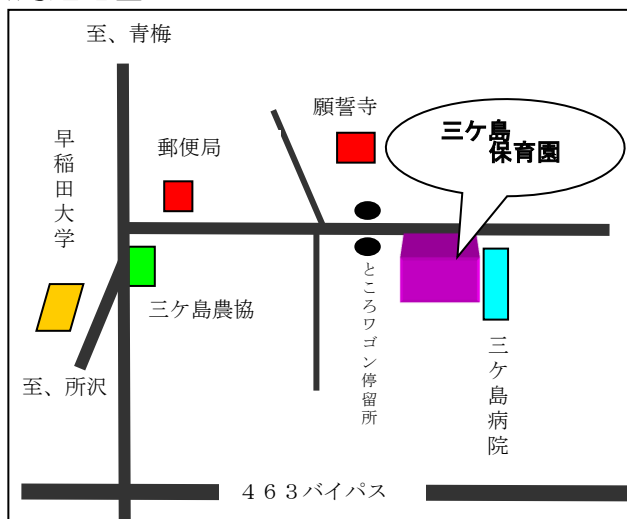 至、青梅
願誓寺
三ケ島
保育園
郵便局
早稲田大学
三ケ島農協
ところワゴン停留所
三ケ島病院
至、所沢
４６３バイパス